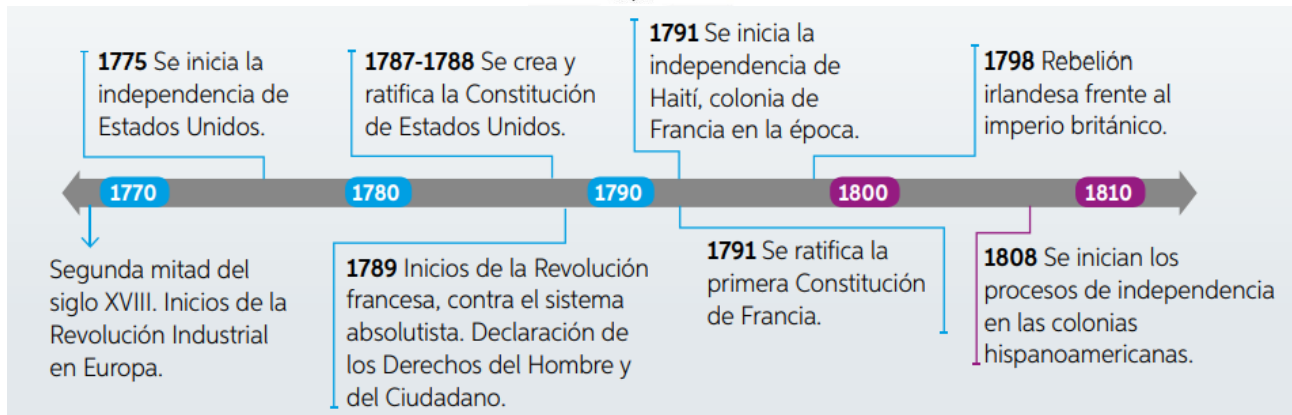 1775 Se inicia la
independencia de
Estados Unidos.
1787-1788 Se crea y
ratifica la Constitución
de Estados Unidos.
1791 Se inicia la
independencia de
Haití, colonia de
Francia en la época.
1798 Rebelión
irlandesa frente al
imperio británico.
1770
1780
1790
1800
1810
Segunda mitad del
siglo XVIII. Inicios de la
Revolución Industrial
en Europa.
1789 Inicios de la Revolución
francesa, contra el sistema
absolutista. Declaración de
los Derechos del Hombre y
del Ciudadano.
1791 Se ratifica la
primera Constitución
de Francia.
1808 Se inician los
procesos de independencia
en las colonias
hispanoamericanas.